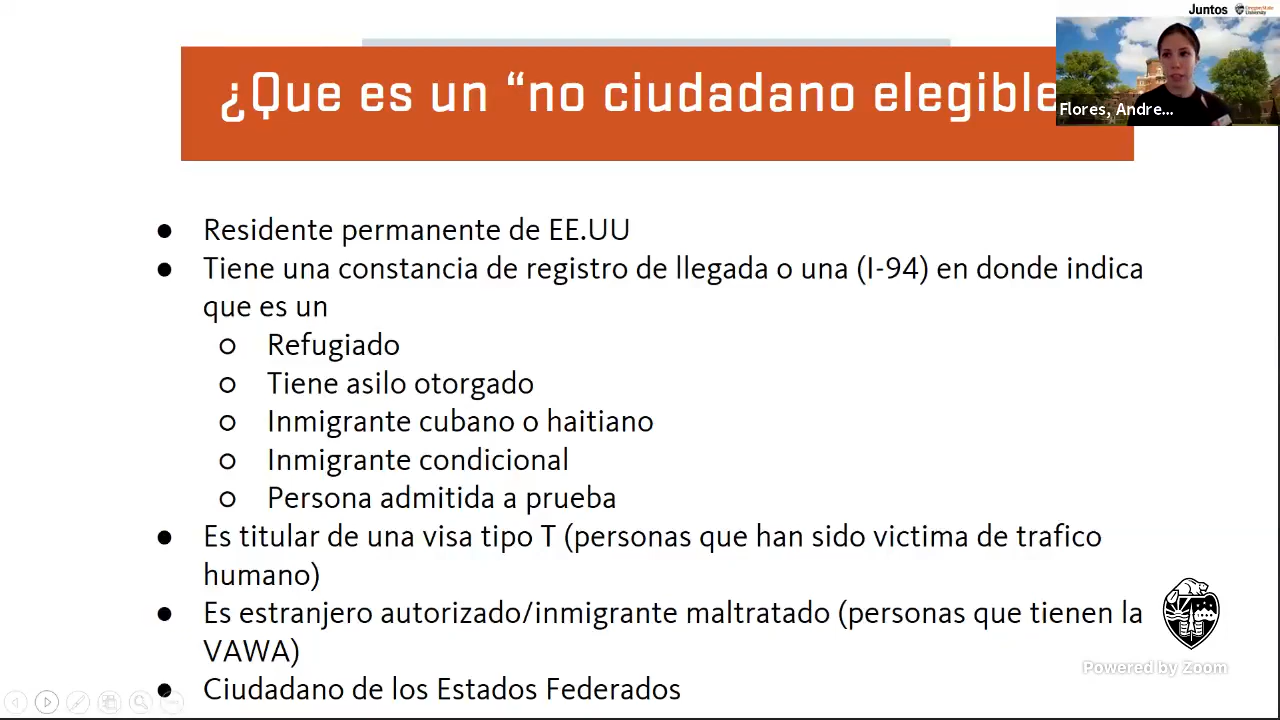 Juntos
Oregon State
University
¿Que es un “no ciudadano elegible
Flores, Andre...
● Residente permanente de EE.UU
● Tiene una constancia de registro de llegada o una (I-94) en donde indica
que es un
○ Refugiado
○ Tiene asilo otorgado
○ Inmigrante cubano o haitiano
○ Inmigrante condicional
○ Persona admitida a prueba
● Es titular de una visa tipo T (personas que han sido victima de trafico
humano)
● Es estranjero autorizado/inmigrante maltratado (personas que tienen la
VAWA)
● Ciudadano de los Estados Federados
Powered by Zoom